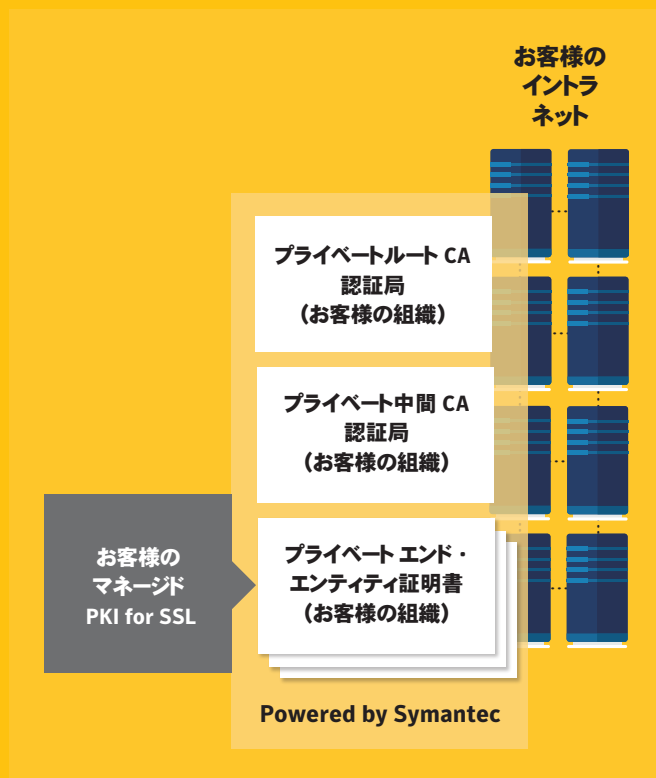 お客様の
イントラ
ネット
プライベートルート CA
認証局
（お客様の組織）
プライベート中間 CA
認証局
（お客様の組織）
お客様の
マネージド
PKI for SSL
プライベート エンド・
エンティティ証明書
（お客様の組織）
Powered by Symantec